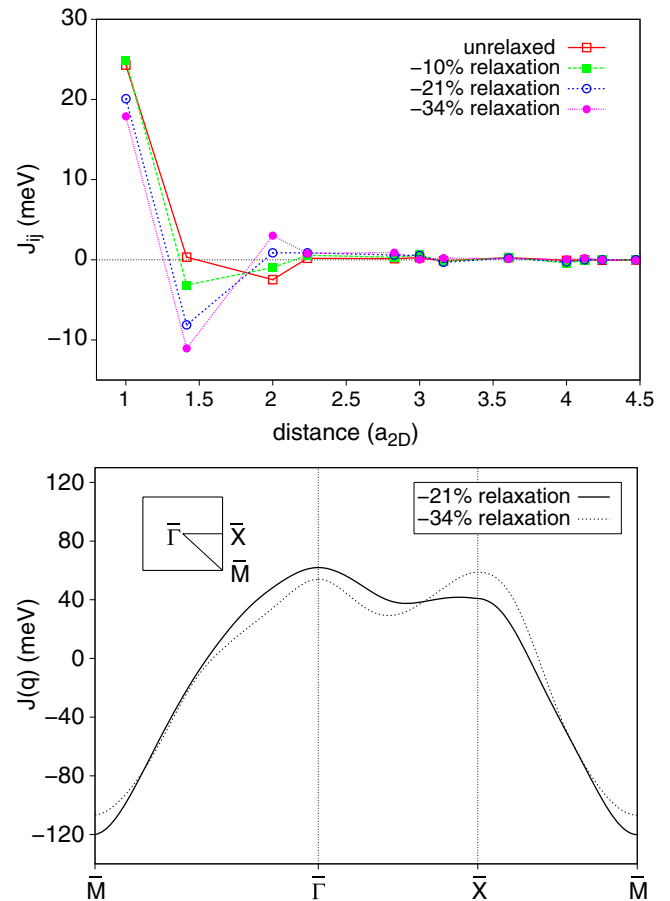 30
20
10
0
−10
J_ij (meV)
unrelaxed
−10% relaxation
−21% relaxation
−34% relaxation
1 1.5 2 2.5 3 3.5 4 4.5
distance (a_2D)
120
80
40
0
−40
−80
−120
J(q) (meV)
Γ̅ X̅
M̅
−21% relaxation
−34% relaxation
M̅ Γ̅ X̅ M̅